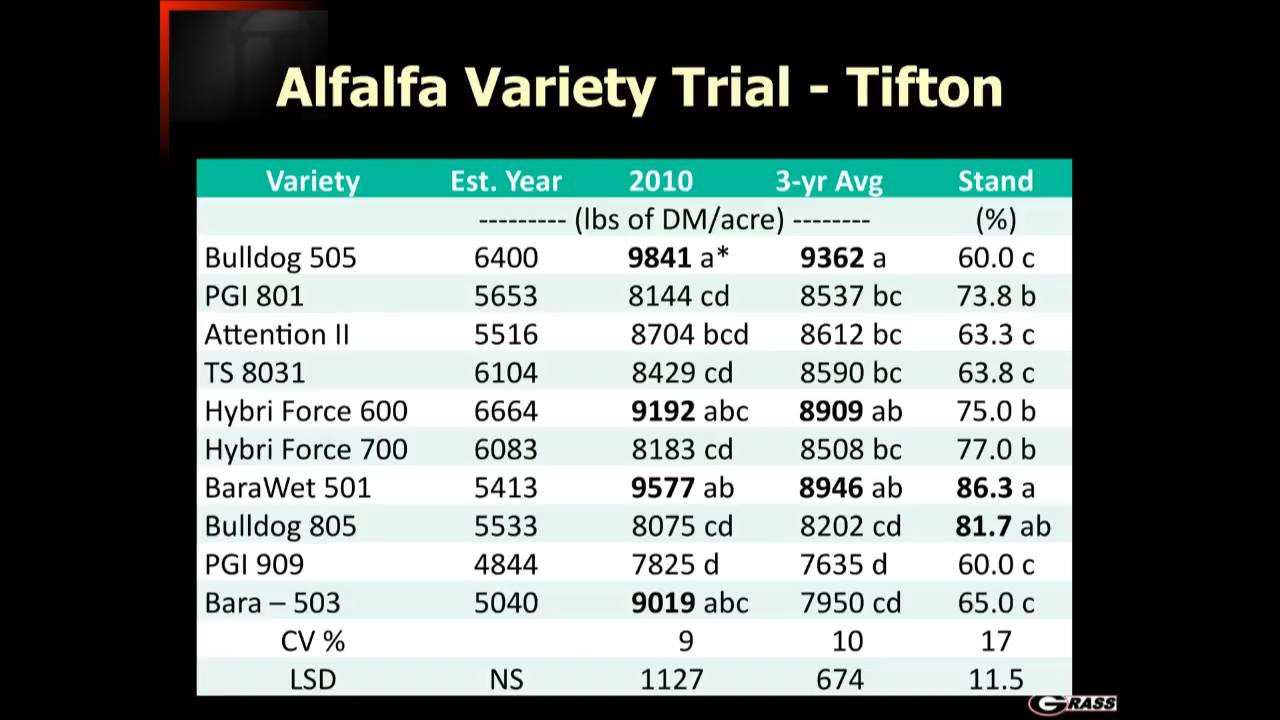 Alfalfa Variety Trial - Tifton
Variety Est. Year 2010 3-yr Avg Stand
--------- (lbs of DM/acre) -------- (%)
Bulldog 505 6400 9841 a* 9362 a 60.0 c
PGI 801 5653 8144 cd 8537 bc 73.8 b
Attention II 5516 8704 bcd 8612 bc 63.3 c
TS 8031 6104 8429 cd 8590 bc 63.8 c
Hybri Force 600 6664 9192 abc 8909 ab 75.0 b
Hybri Force 700 6083 8183 cd 8508 bc 77.0 b
BaraWet 501 5413 9577 ab 8946 ab 86.3 a
Bulldog 805 5533 8075 cd 8202 cd 81.7 ab
PGI 909 4844 7825 d 7635 d 60.0 c
Bara – 503 5040 9019 abc 7950 cd 65.0 c
CV % 9 10 17
LSD NS 1127 674 11.5
GRASS